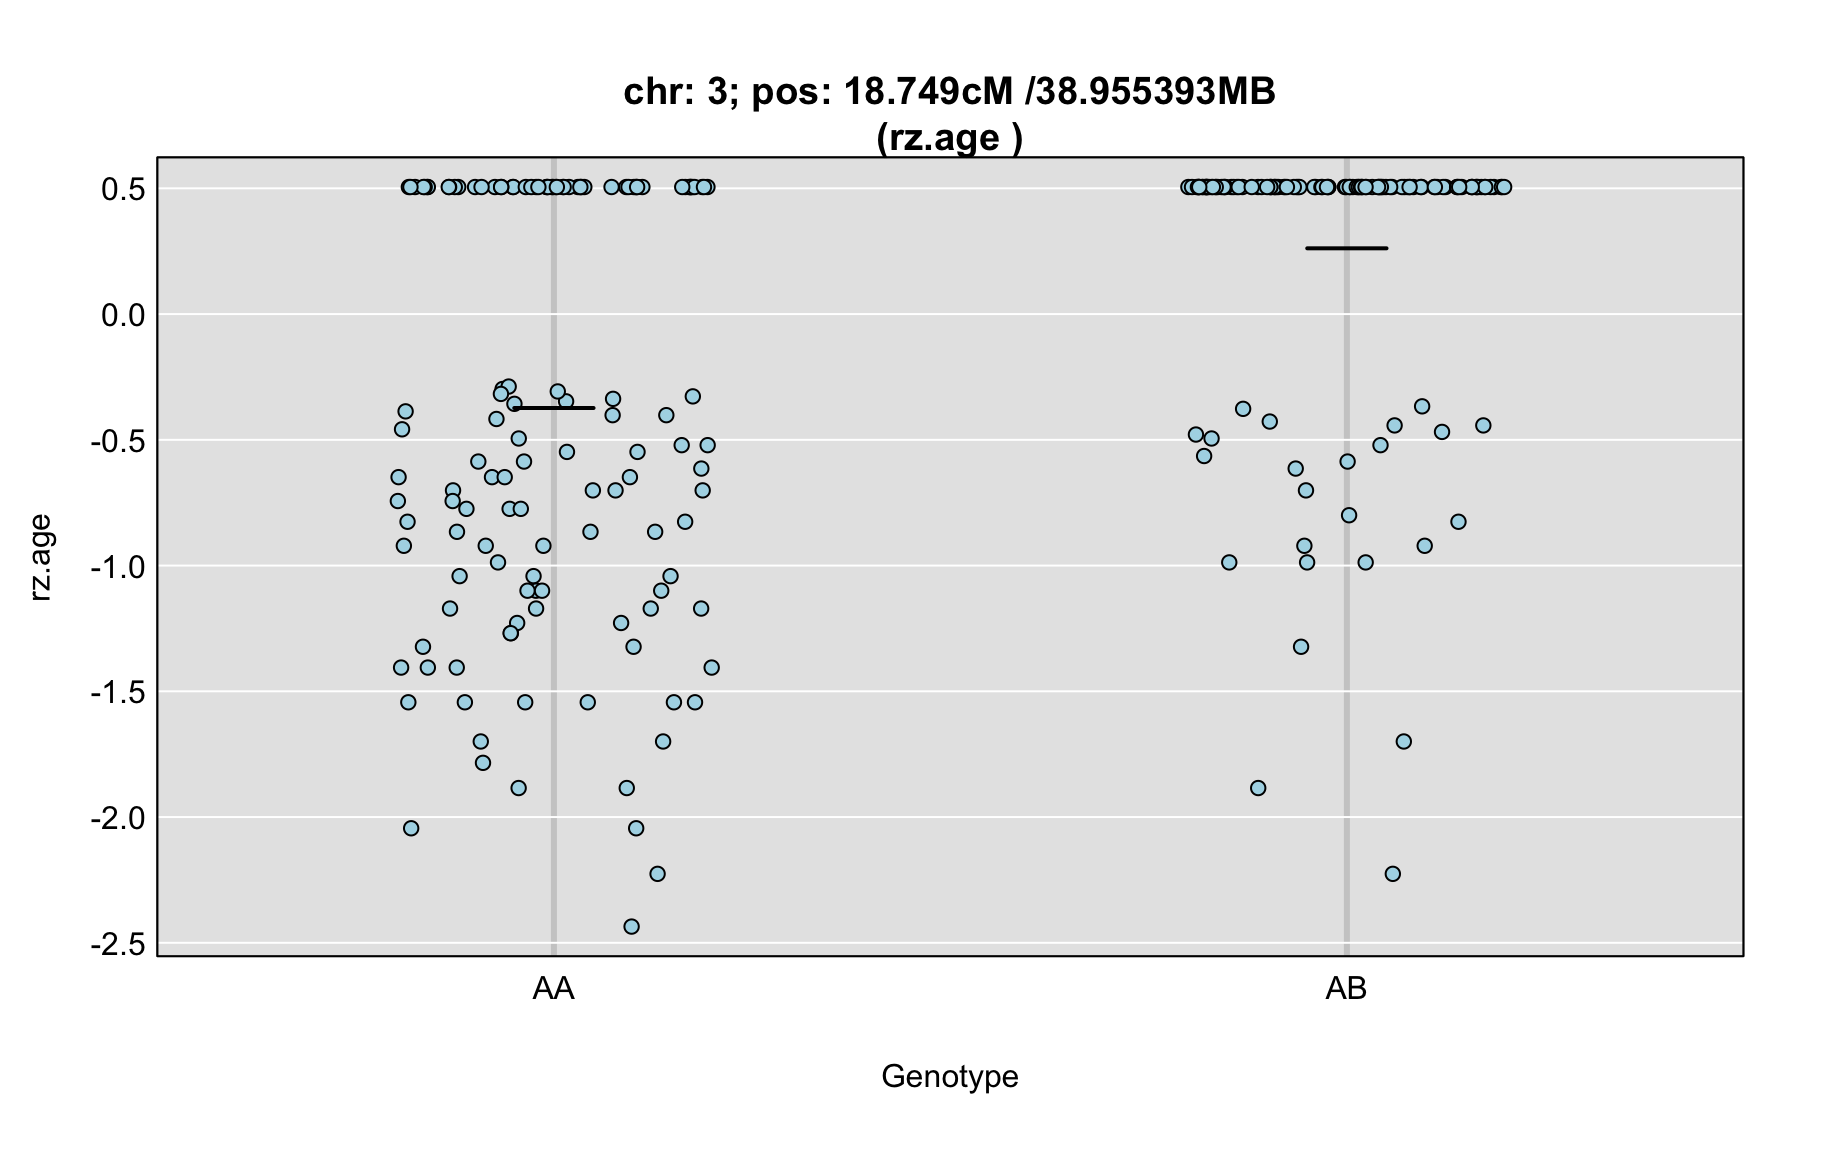 chr: 3; pos: 18.749cM /38.955393MB
(rz.age )
0.5
0.0
-0.5
-1.0
-1.5
-2.0
-2.5
rz.age
AA
AB
Genotype